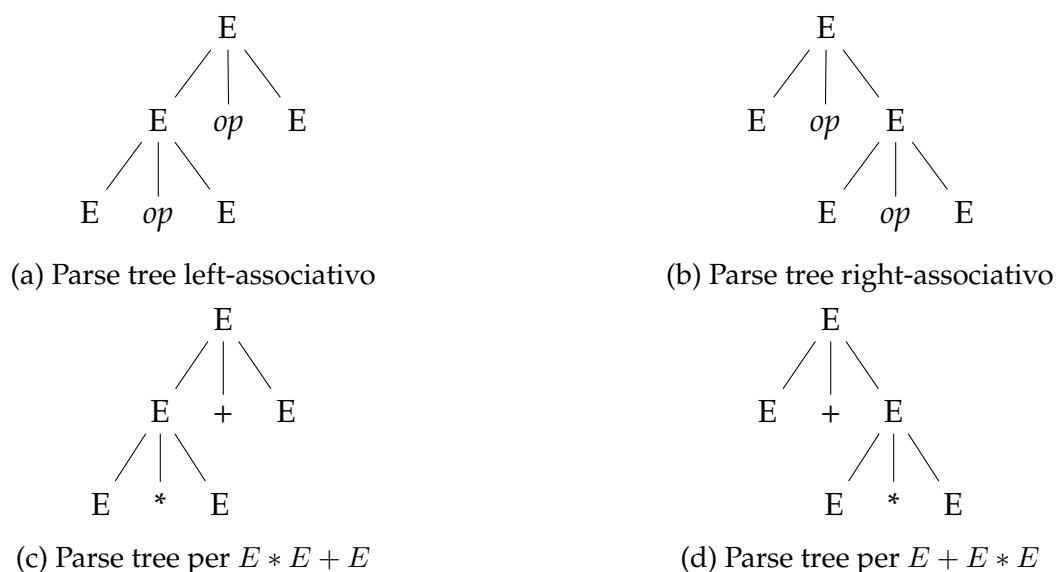 E
E
E op E
E op E
E op E
E op E
(a) Parse tree left-associativo
(b) Parse tree right-associativo
E
E
E + E
E + E
E * E
E * E
(c) Parse tree per E ∗ E + E
(d) Parse tree per E + E ∗ E